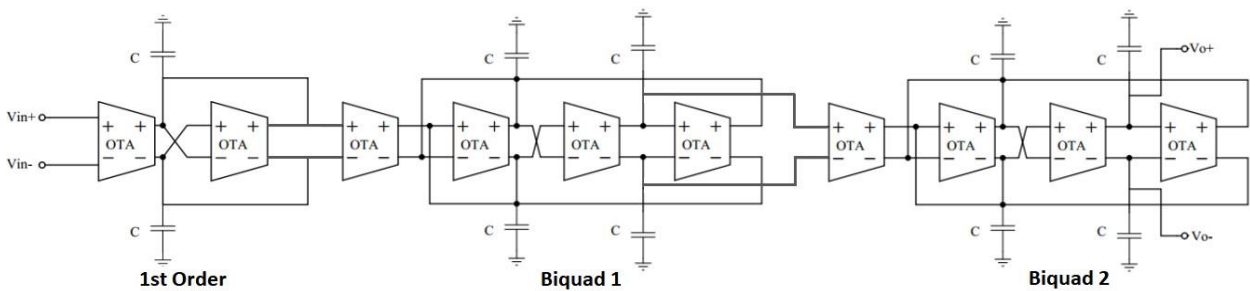 C
C
C
C
C
Vo+
Vin+
+ +
OTA
− −
+ +
OTA
− −
+ +
OTA
− −
+ +
OTA
− −
+ +
OTA
− −
+ +
OTA
− −
+ +
OTA
− −
+ +
OTA
− −
+ +
OTA
− −
+ +
OTA
− −
Vin-
C
C
C
C
C
Vo-
1st Order
Biquad 1
Biquad 2